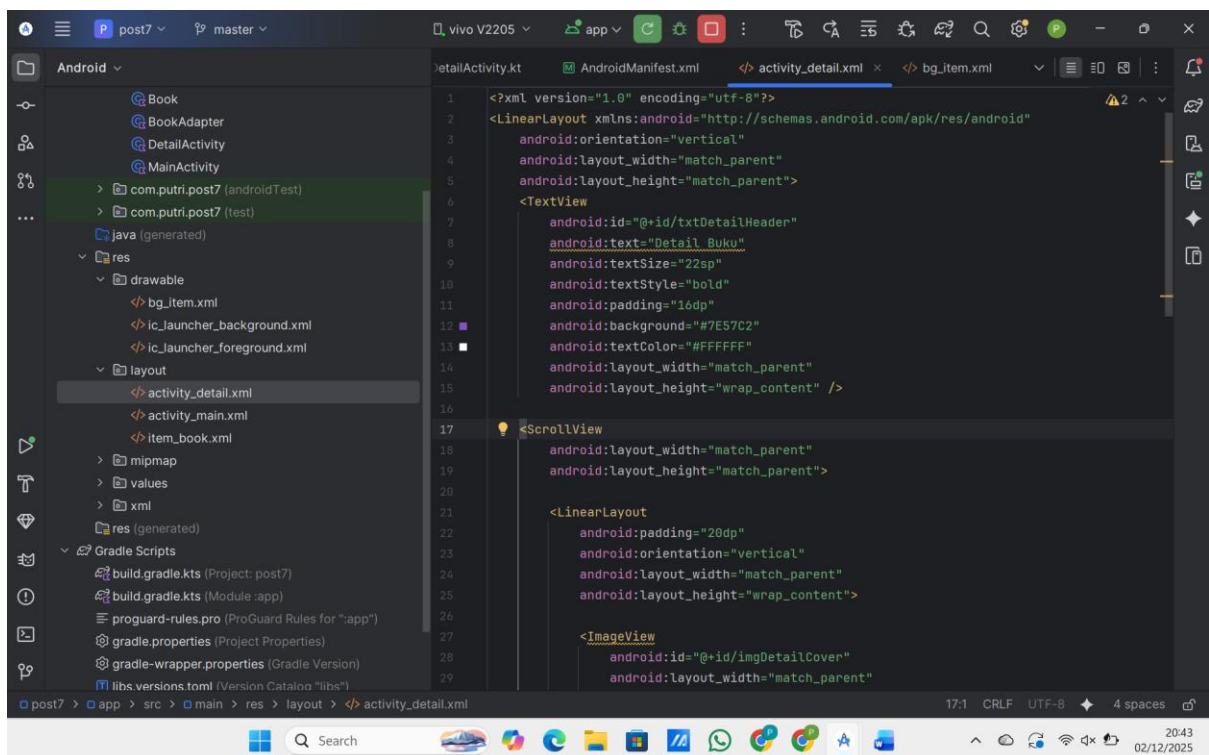 post7
master
vivo V2205
app
Android
DetailActivity.kt
AndroidManifest.xml
activity_detail.xml
bg_item.xml
Book
BookAdapter
DetailActivity
MainActivity
com.putri.post7 (androidTest)
com.putri.post7 (test)
java (generated)
res
drawable
bg_item.xml
ic_launcher_background.xml
ic_launcher_foreground.xml
layout
activity_detail.xml
activity_main.xml
item_book.xml
mipmap
values
xml
res (generated)
Gradle Scripts
build.gradle.kts (Project: post7)
build.gradle.kts (Module :app)
proguard-rules.pro (ProGuard Rules for ":app")
gradle.properties (Project Properties)
gradle-wrapper.properties (Gradle Version)
libs.versions.toml (Version Catalog "libs")
1 <?xml version="1.0" encoding="utf-8"?>
2 <LinearLayout xmlns:android="http://schemas.android.com/apk/res/android"
3 android:orientation="vertical"
4 android:layout_width="match_parent"
5 android:layout_height="match_parent">
6 <TextView
7 android:id="@+id/txtDetailHeader"
8 android:text="Detail Buku"
9 android:textSize="22sp"
10 android:textStyle="bold"
11 android:padding="16dp"
12 android:background="#7E57C2"
13 android:textColor="#FFFFFF"
14 android:layout_width="match_parent"
15 android:layout_height="wrap_content" />
16
17 <ScrollView
18 android:layout_width="match_parent"
19 android:layout_height="match_parent">
20
21 <LinearLayout
22 android:padding="20dp"
23 android:orientation="vertical"
24 android:layout_width="match_parent"
25 android:layout_height="wrap_content">
26
27 <ImageView
28 android:id="@+id/imgDetailCover"
29 android:layout_width="match_parent"
2
post7 > app > src > main > res > layout > activity_detail.xml
17:1 CRLF UTF-8 4 spaces
Search
20:43
02/12/2025